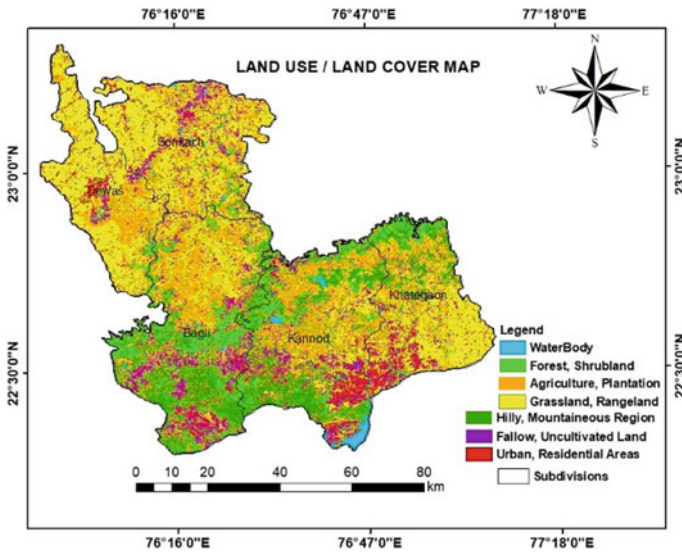 76°16'0"E 76°47'0"E 77°18'0"E
LAND USE / LAND COVER MAP
N
W E
S
Sonkach
23°0'0"N 23°0'0"N
Khategaon
Bagli Kannod
Legend
WaterBody
Forest, Shrubland
22°30'0"N 22°30'0"N
Agriculture, Plantation
Grassland, Rangeland
Hilly, Mountaineous Region
Fallow, Uncultivated Land
Urban, Residential Areas
Subdivisions
0 10 20 40 60 80
km
76°16'0"E 76°47'0"E 77°18'0"E